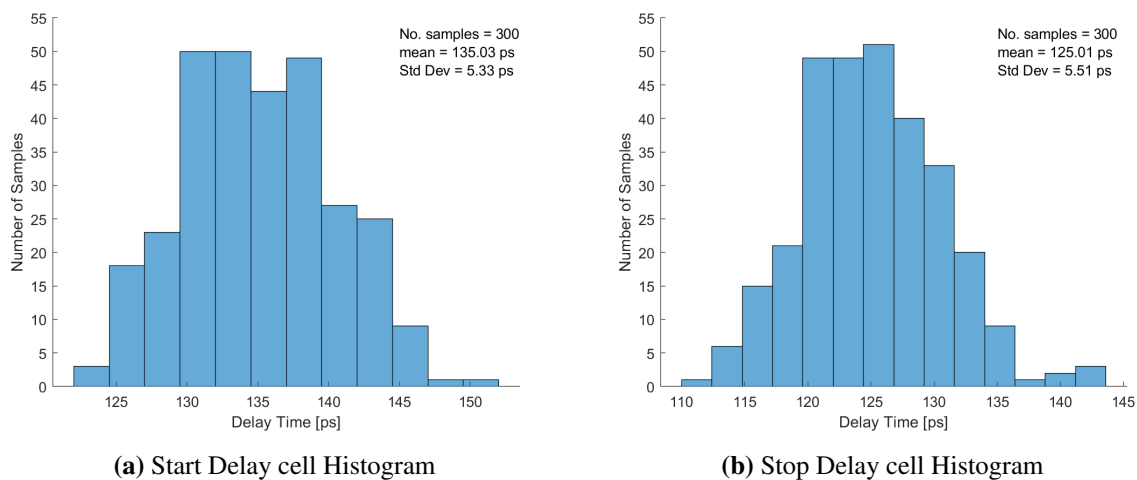 55
50
45
40
35
30
25
20
15
10
5
0
Number of Samples
No. samples = 300
mean = 135.03 ps
Std Dev = 5.33 ps
125 130 135 140 145 150
Delay Time [ps]
(a) Start Delay cell Histogram
55
50
45
40
35
30
25
20
15
10
5
0
Number of Samples
No. samples = 300
mean = 125.01 ps
Std Dev = 5.51 ps
110 115 120 125 130 135 140 145
Delay Time [ps]
(b) Stop Delay cell Histogram